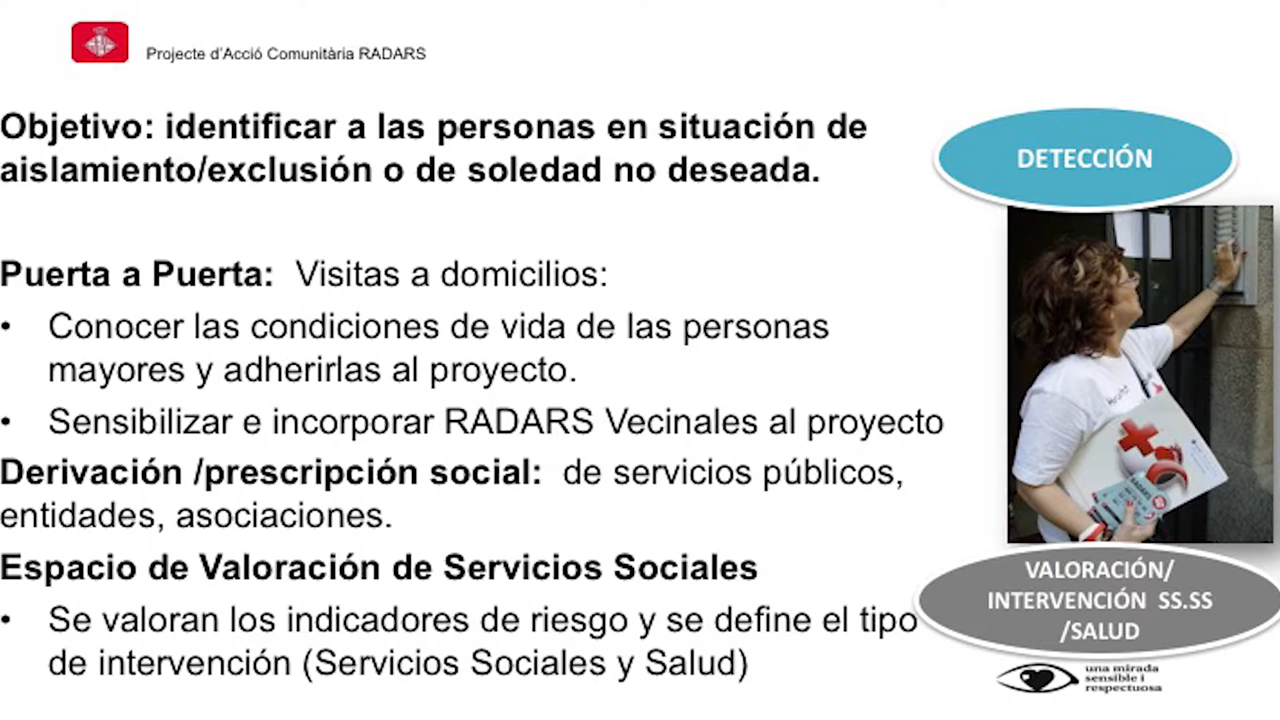 Projecte d'Acció Comunitària RADARS
Objetivo: identificar a las personas en situación de
aislamiento/exclusión o de soledad no deseada.
DETECCIÓN
Puerta a Puerta:  Visitas a domicilios:
• Conocer las condiciones de vida de las personas
mayores y adherirlas al proyecto.
• Sensibilizar e incorporar RADARS Vecinales al proyecto
Derivación /prescripción social:  de servicios públicos,
entidades, asociaciones.
Espacio de Valoración de Servicios Sociales
• Se valoran los indicadores de riesgo y se define el tipo
de intervención (Servicios Sociales y Salud)
RADARS
VALORACIÓN/
INTERVENCIÓN  SS.SS
/SALUD
una mirada
sensible i
respectuosa